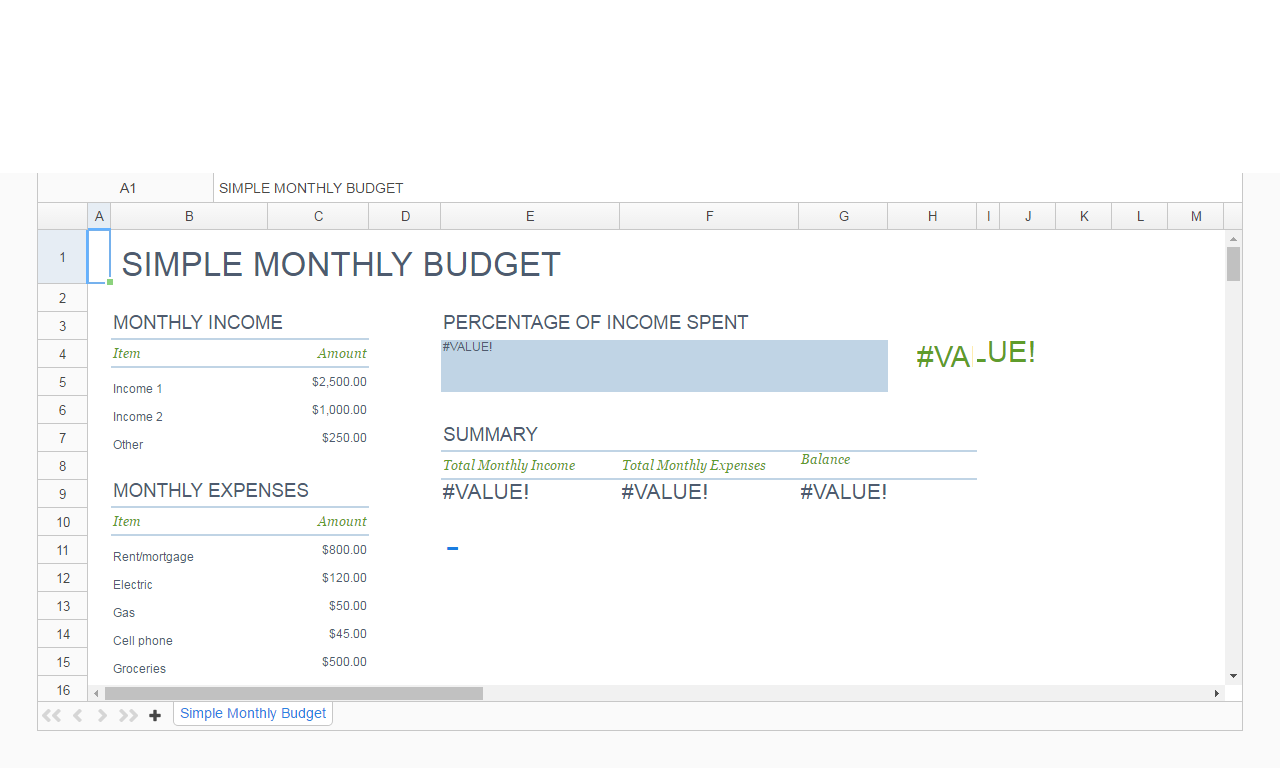 A1 SIMPLE MONTHLY BUDGET
A B C D E F G H I J K L M
1 SIMPLE MONTHLY BUDGET
2
3 MONTHLY INCOME PERCENTAGE OF INCOME SPENT
4 Item Amount #VALUE! #VALUE!
5 Income 1 $2,500.00
6 Income 2 $1,000.00
7 Other $250.00 SUMMARY
8 Total Monthly Income Total Monthly Expenses Balance
9 MONTHLY EXPENSES #VALUE! #VALUE! #VALUE!
10 Item Amount
11 Rent/mortgage $800.00
12 Electric $120.00
13 Gas $50.00
14 Cell phone $45.00
15 Groceries $500.00
16
Simple Monthly Budget